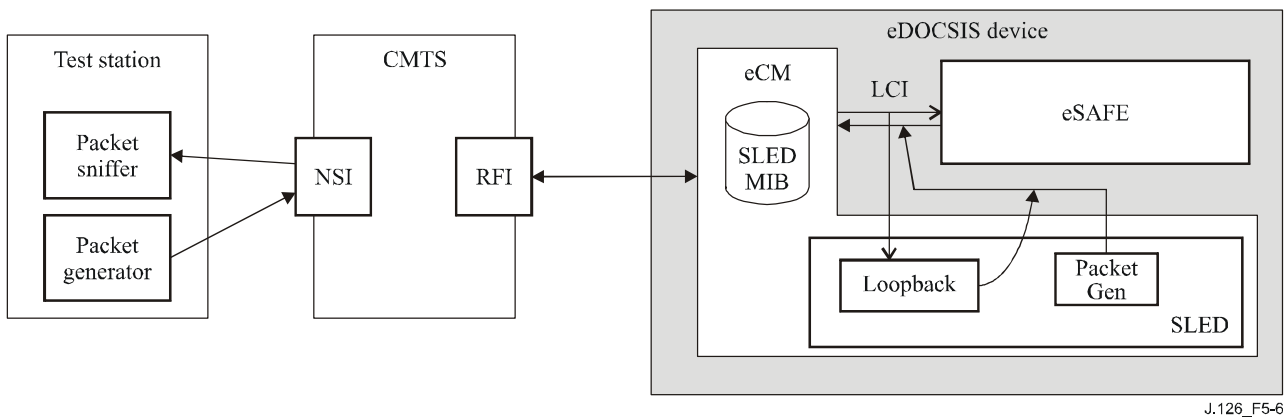 Test station
Packet
sniffer
Packet
generator
CMTS
NSI
RFI
eDOCSIS device
eCM
SLED
MIB
LCI
eSAFE
Loopback
Packet
Gen
SLED
J.126_F5-6